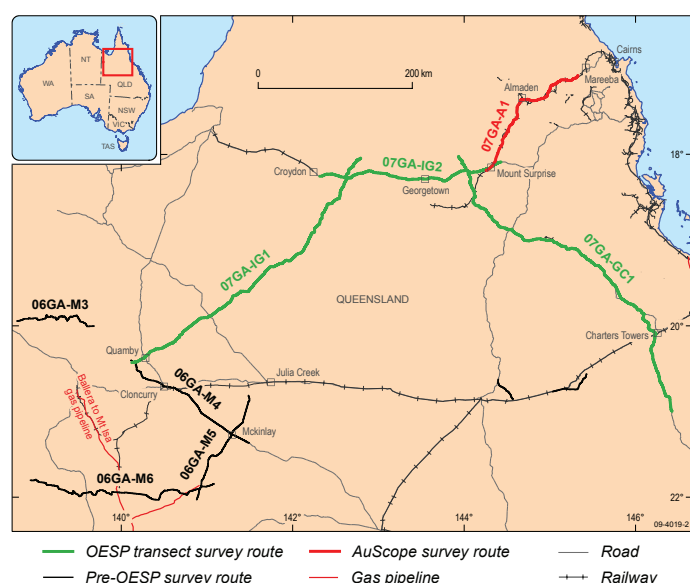 NT
WA
QLD
SA
NSW
VIC
TAS
0
200 km
Cairns
Mareeba
Almaden
07GA-A1
18°
07GA-IG2
Croydon
Georgetown
Mount Surprise
07GA-IG1
07GA-GC1
QUEENSLAND
06GA-M3
20°
Quamby
Charters Towers
Julia Creek
Cloncurry
06GA-M4
Ballera to Mt Isa
gas pipeline
Mckinlay
06GA-M5
06GA-M6
22°
140°
142°
144°
146°
09-4019-2
OESP transect survey route
AuScope survey route
Road
Pre-OESP survey route
Gas pipeline
Railway